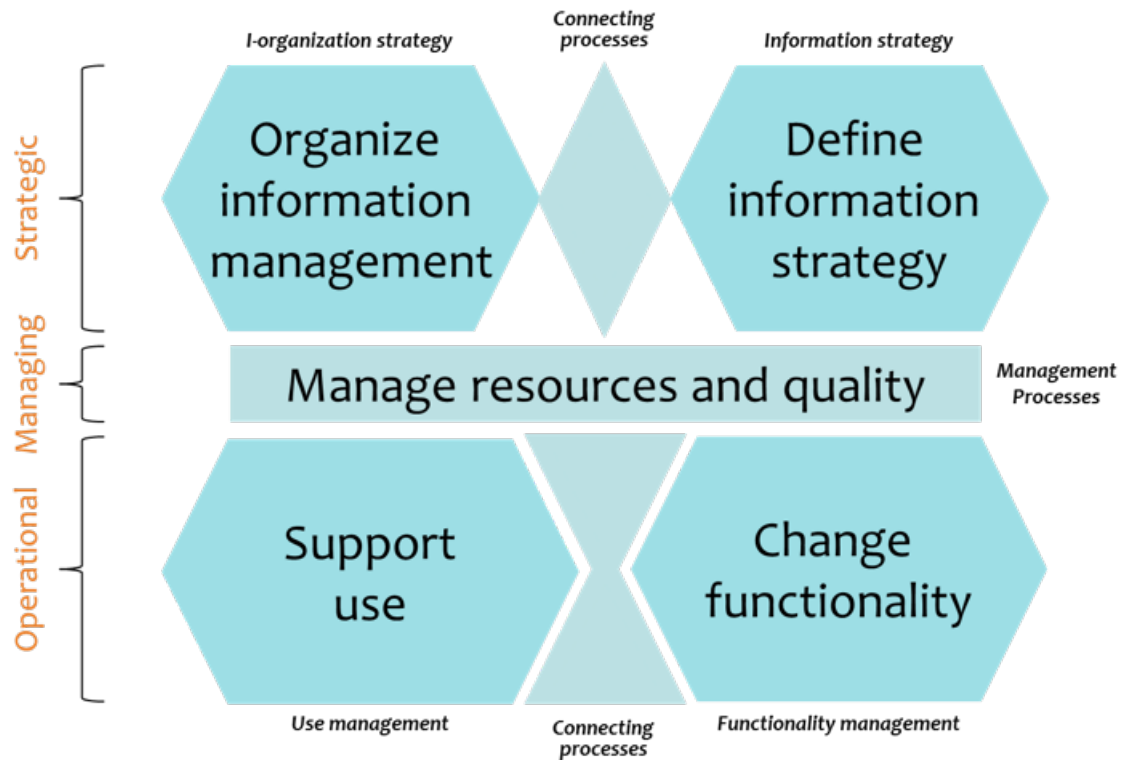 I-organization strategy
Connecting
processes
Information strategy
Strategic
Organize
information
management
Define
information
strategy
Managing
Manage resources and quality
Management
Processes
Operational
Support
use
Change
functionality
Use management
Connecting
processes
Functionality management